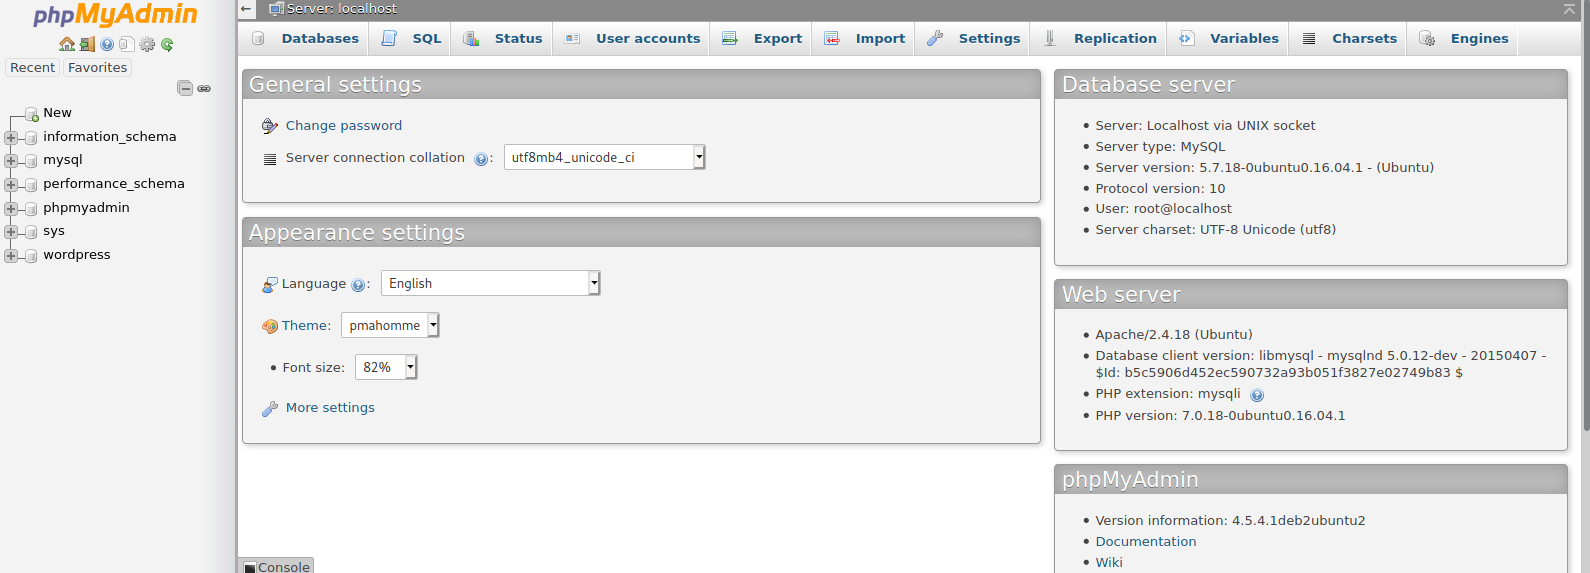 phpMyAdmin
Recent Favorites
New
information_schema
mysql
performance_schema
phpmyadmin
sys
wordpress
Server: localhost
Databases SQL Status User accounts Export Import Settings Replication Variables Charsets Engines
General settings
Change password
Server connection collation : utf8mb4_unicode_ci
Appearance settings
Language : English
Theme: pmahomme
Font size: 82%
More settings
Database server
Server: Localhost via UNIX socket
Server type: MySQL
Server version: 5.7.18-0ubuntu0.16.04.1 - (Ubuntu)
Protocol version: 10
User: root@localhost
Server charset: UTF-8 Unicode (utf8)
Web server
Apache/2.4.18 (Ubuntu)
Database client version: libmysql - mysqlnd 5.0.12-dev - 20150407 -
$Id: b5c5906d452ec590732a93b051f3827e02749b83 $
PHP extension: mysqli
PHP version: 7.0.18-0ubuntu0.16.04.1
phpMyAdmin
Version information: 4.5.4.1deb2ubuntu2
Documentation
Wiki
Console